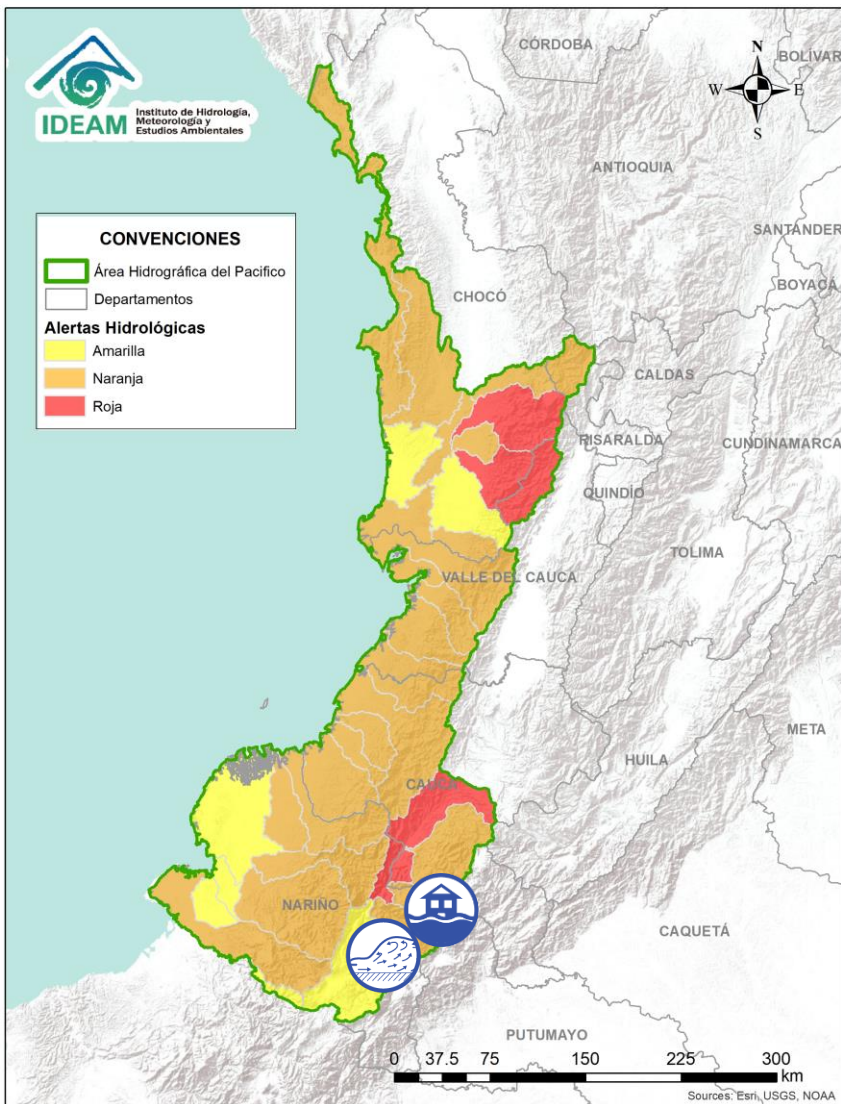 IDEAM
Instituto de Hidrología,
Meteorología y
Estudios Ambientales
CÓRDOBA
BOLÍVAR
N
W
E
S
ANTIOQUIA
SANTANDER
BOYACÁ
CONVENCIONES
Área Hidrográfica del Pacifico
Departamentos
Alertas Hidrológicas
Amarilla
Naranja
Roja
CHOCÓ
CALDAS
RISARALDA
CUNDINAMARCA
QUINDÍO
TOLIMA
VALLE DEL CAUCA
META
HUILA
CAUCA
NARIÑO
CAQUETÁ
PUTUMAYO
0 37.5 75 150 225 300
km
Sources: Esri, USGS, NOAA